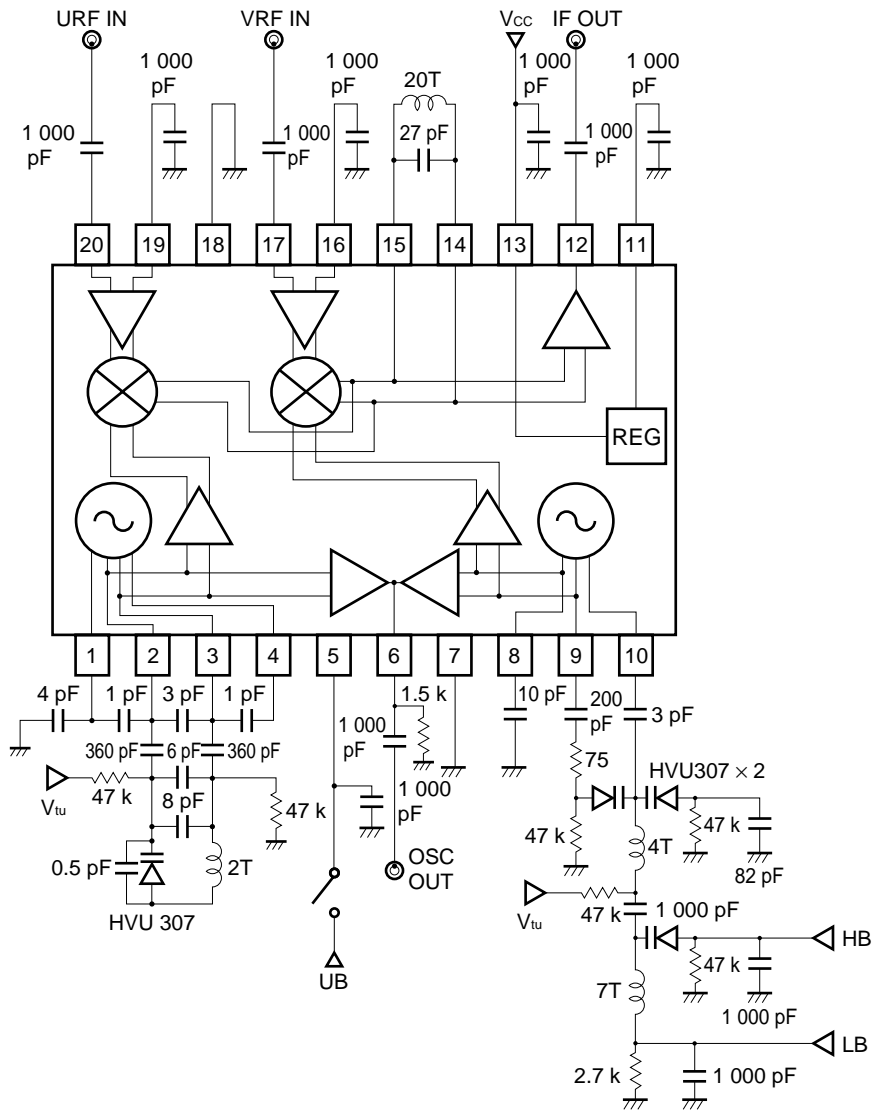 URF IN
VRF IN
VCC
IF OUT
1 000
pF
1 000
pF
1 000
pF
20T
27 pF
1 000
pF
1 000
pF
1 000
pF
1 000
pF
1 000
pF
20
19
18
17
16
15
14
13
12
11
REG
1
2
3
4
5
6
7
8
9
10
4 pF
1 pF
3 pF
1 pF
360 pF
6 pF
360 pF
Vtu
47 k
8 pF
47 k
0.5 pF
2T
HVU 307
UB
1 000
pF
1.5 k
1 000
pF
OSC
OUT
10 pF
200
pF
3 pF
75
HVU307 × 2
47 k
4T
47 k
82 pF
Vtu
47 k
1 000 pF
HB
47 k
1 000 pF
7T
LB
2.7 k
1 000 pF